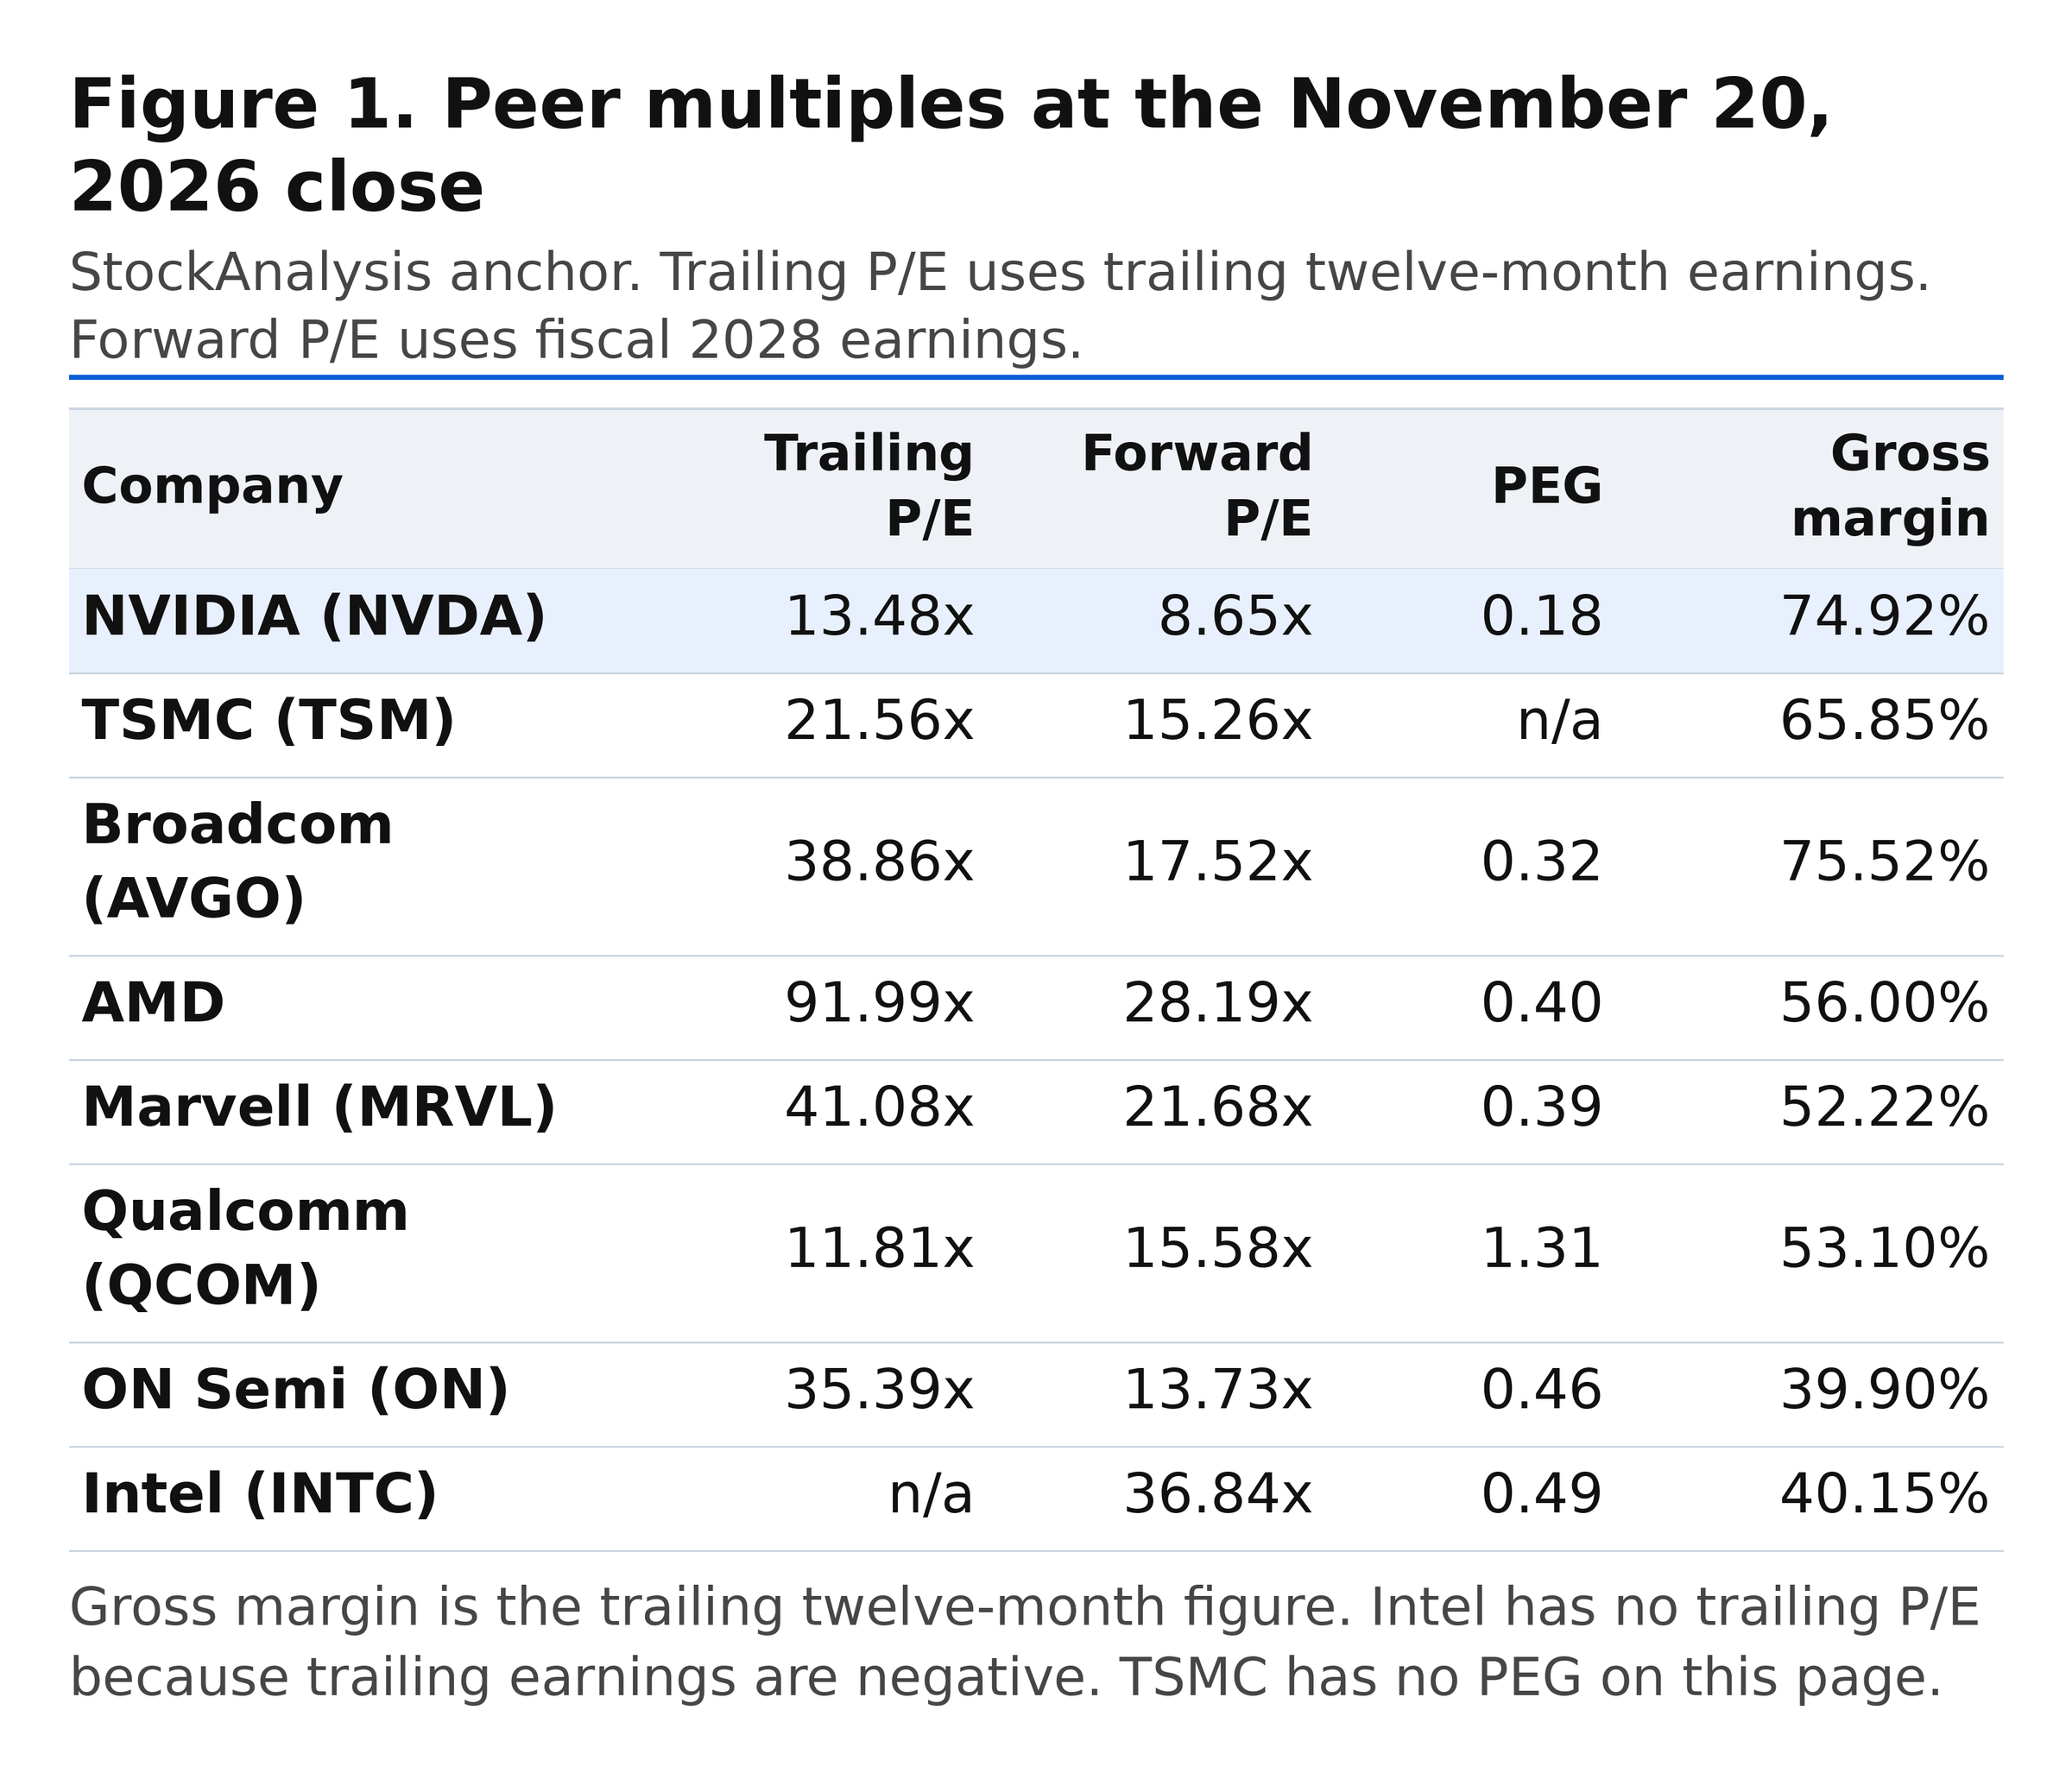 Figure 1. Peer multiples at the November 20,
2026 close
StockAnalysis anchor. Trailing P/E uses trailing twelve-month earnings.
Forward P/E uses fiscal 2028 earnings.
Company Trailing P/E Forward P/E PEG Gross margin
NVIDIA (NVDA) 13.48x 8.65x 0.18 74.92%
TSMC (TSM) 21.56x 15.26x n/a 65.85%
Broadcom (AVGO) 38.86x 17.52x 0.32 75.52%
AMD 91.99x 28.19x 0.40 56.00%
Marvell (MRVL) 41.08x 21.68x 0.39 52.22%
Qualcomm (QCOM) 11.81x 15.58x 1.31 53.10%
ON Semi (ON) 35.39x 13.73x 0.46 39.90%
Intel (INTC) n/a 36.84x 0.49 40.15%
Gross margin is the trailing twelve-month figure. Intel has no trailing P/E
because trailing earnings are negative. TSMC has no PEG on this page.